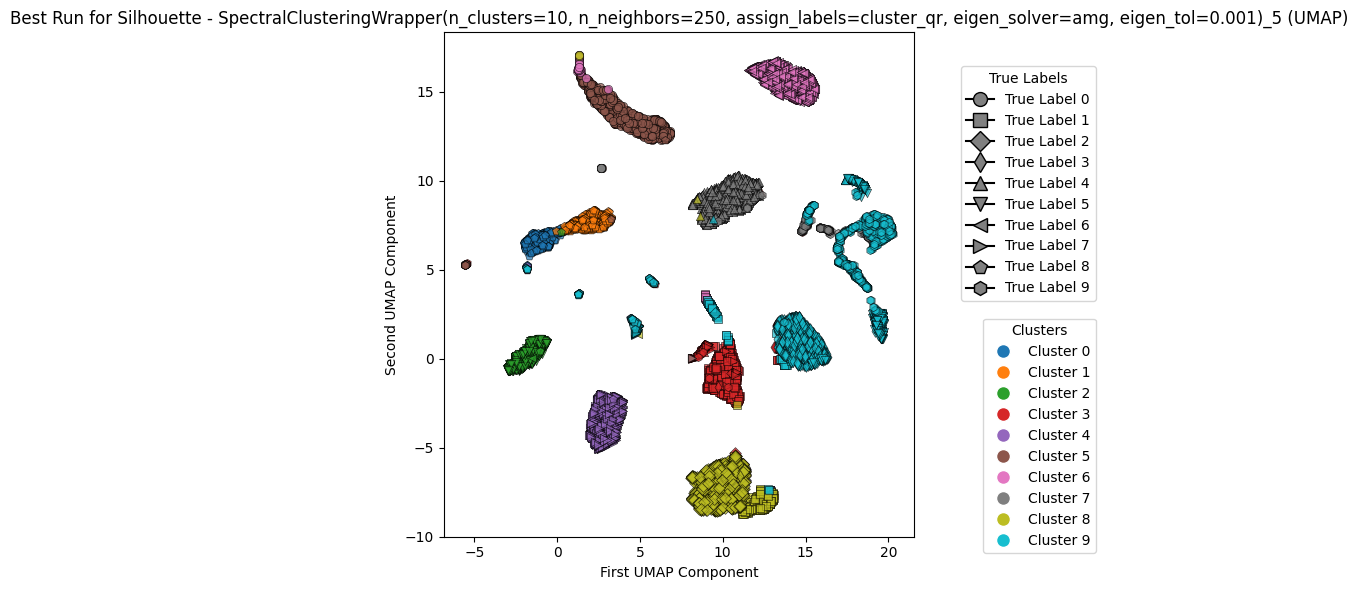 Best Run for Silhouette - SpectralClusteringWrapper(n_clusters=10, n_neighbors=250, assign_labels=cluster_qr, eigen_solver=amg, eigen_tol=0.001)_5 (UMAP)
Second UMAP Component
15
10
5
0
−5
−10
−5
0
5
10
15
20
First UMAP Component
True Labels
True Label 0
True Label 1
True Label 2
True Label 3
True Label 4
True Label 5
True Label 6
True Label 7
True Label 8
True Label 9
Clusters
Cluster 0
Cluster 1
Cluster 2
Cluster 3
Cluster 4
Cluster 5
Cluster 6
Cluster 7
Cluster 8
Cluster 9